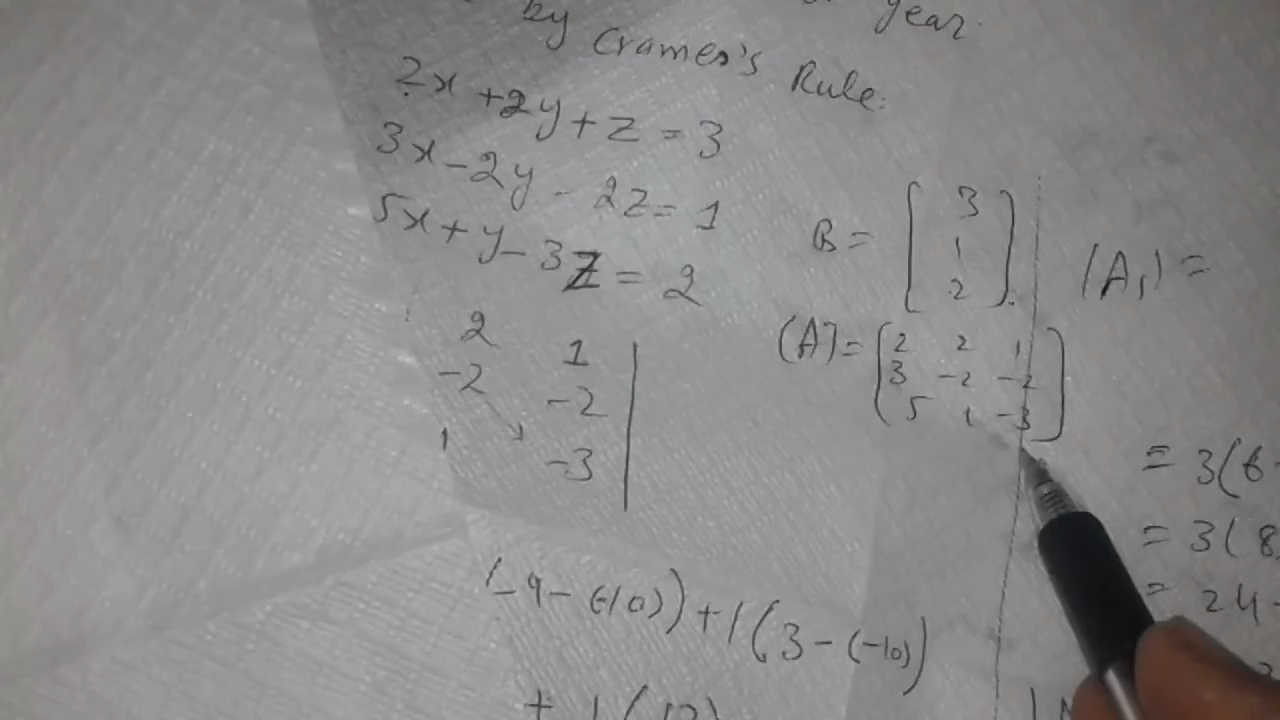 by Cramer's Rule.
year.
2x + 2y + z = 3
3x - 2y - 2z = 1
5x + y - 3z = 2
B = [ 3
1
2 ]
(A) = [ 2 2 1
3 -2 -2
5 1 -3 ]
2 1
-2 -2
1 -3
(-9 - (-10)) + 1(3 - (-10))
+ 1(
(A₁) =
= 3(6
= 3(8
= 24